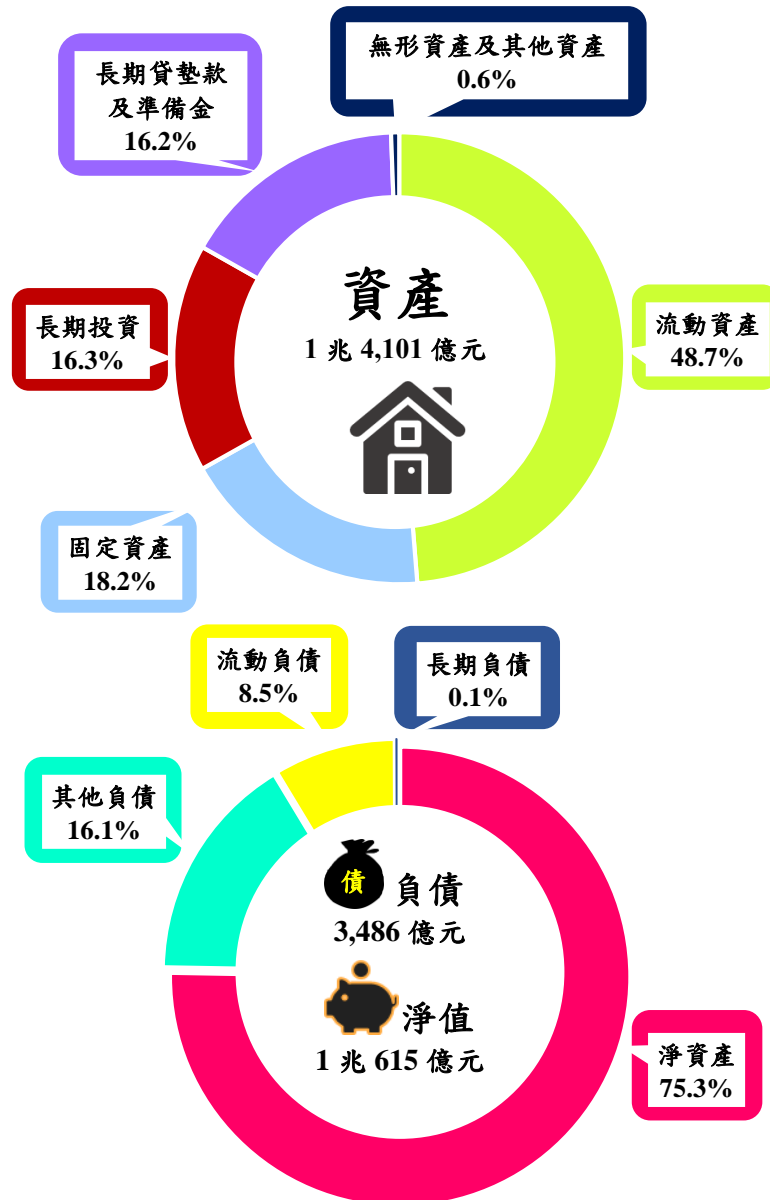 無形資產及其他資產
0.6%
長期貸墊款
及準備金
16.2%
資產
1 兆 4,101 億元
長期投資
16.3%
流動資產
48.7%
固定資產
18.2%
流動負債
8.5%
長期負債
0.1%
其他負債
16.1%
債 負債
3,486 億元
淨值
1 兆 615 億元
淨資產
75.3%